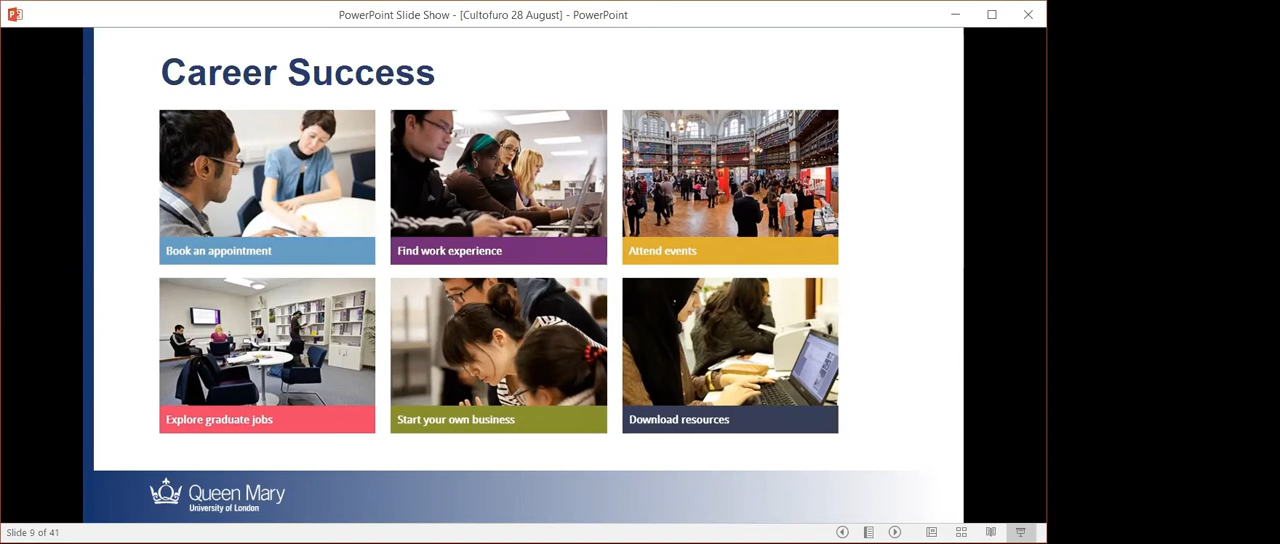 PowerPoint Slide Show - [Cultofuro 28 August] - PowerPoint
Career Success
Book an appointment
Find work experience
Attend events
Explore graduate jobs
Start your own business
Download resources
Queen Mary
University of London
Slide 9 of 41